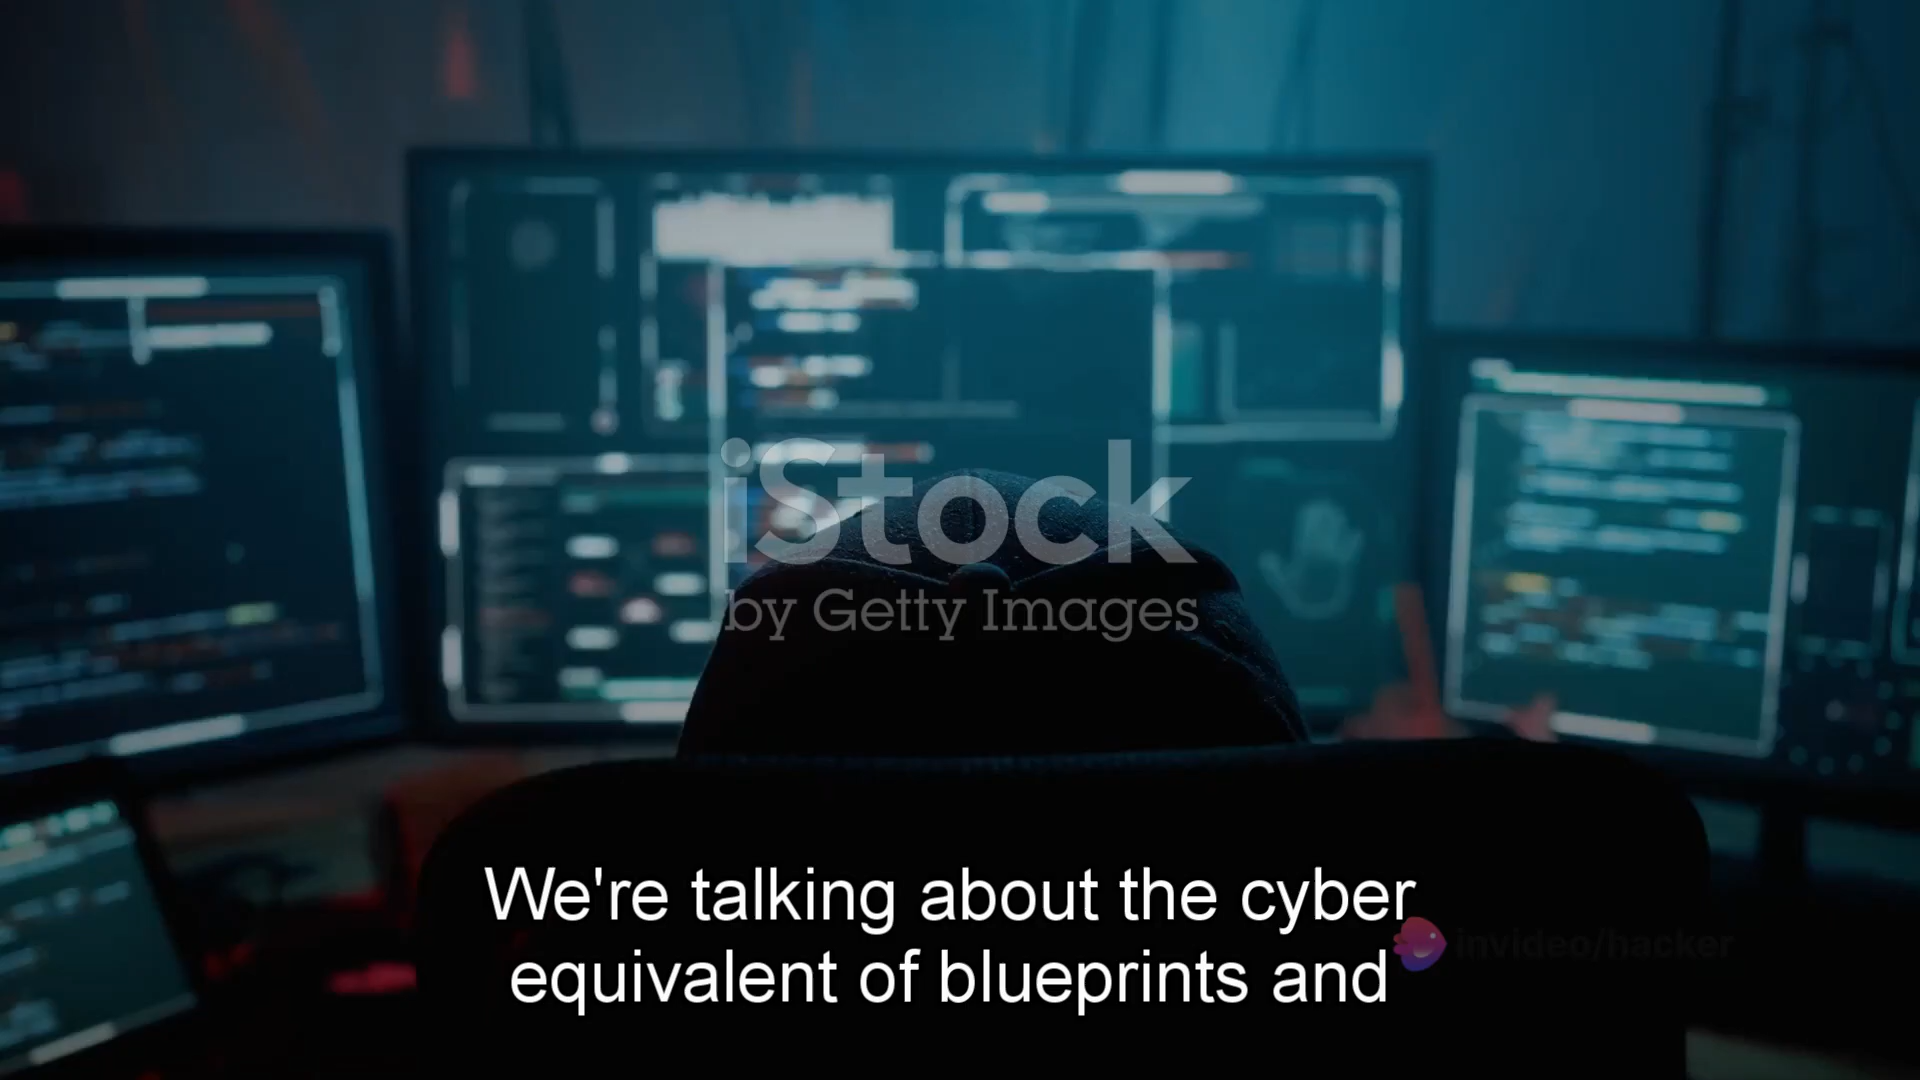 iStock
by Getty Images
We're talking about the cyber
equivalent of blueprints and
invideo/hacker